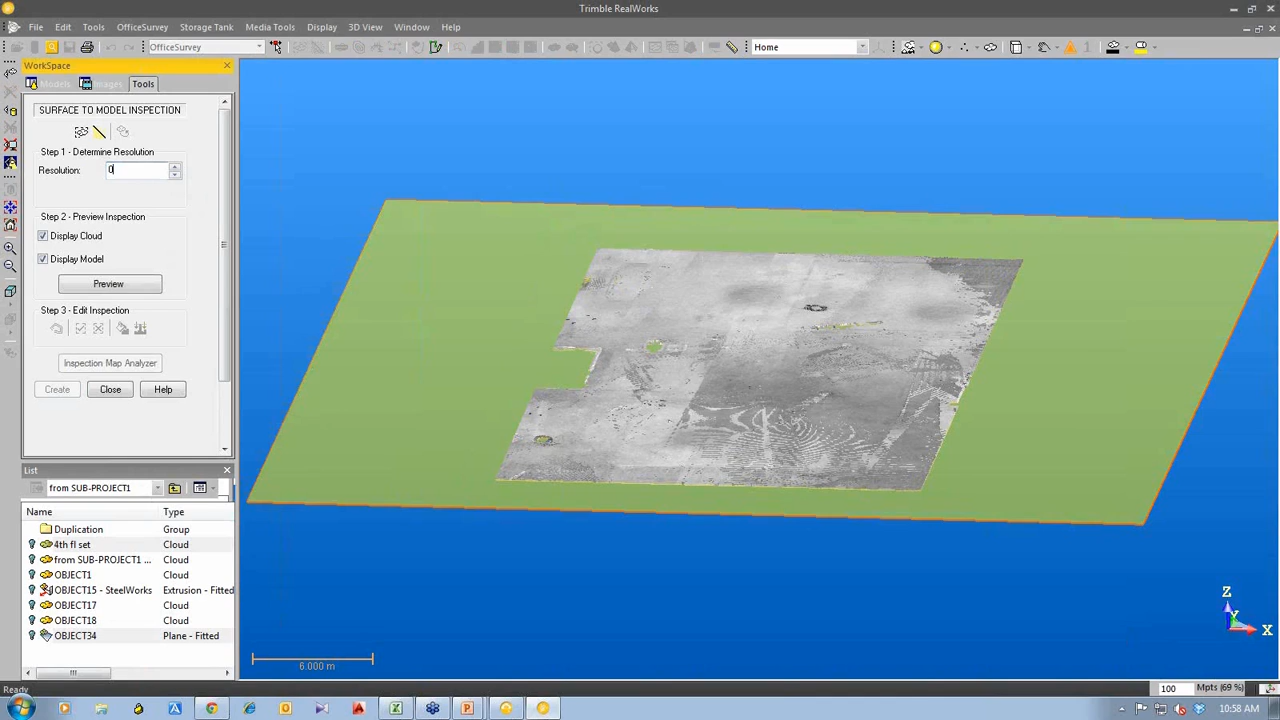 Trimble RealWorks
File Edit Tools OfficeSurvey Storage Tank Media Tools Display 3D View Window Help
OfficeSurvey Home
WorkSpace
Models Images Tools
SURFACE TO MODEL INSPECTION
Step 1 - Determine Resolution
Resolution: 0
Step 2 - Preview Inspection
Display Cloud
Display Model
Preview
Step 3 - Edit Inspection
Inspection Map Analyzer
Create Close Help
List
from SUB-PROJECT1
Name Type
Duplication Group
4th fl set Cloud
from SUB-PROJECT1 ... Cloud
OBJECT1 Cloud
OBJECT15 - SteelWorks Extrusion - Fitted
OBJECT17 Cloud
OBJECT18 Cloud
OBJECT34 Plane - Fitted
Z
Y
X
6.000 m
Ready 100 Mpts (69 %)
10:58 AM